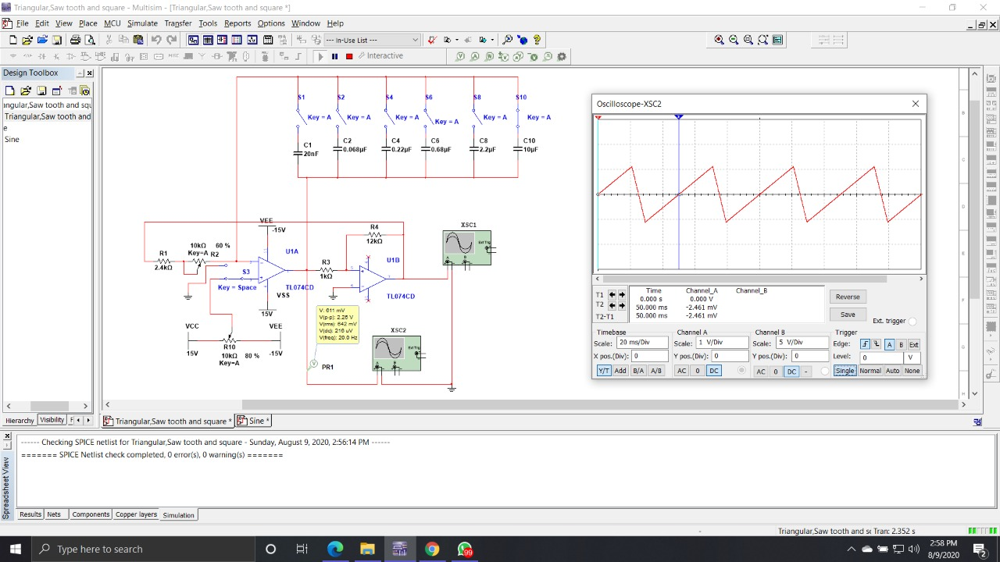 Triangular,Saw tooth and square - Multisim - [Triangular,Saw tooth and square *]
File Edit View Place MCU Simulate Transfer Tools Reports Options Window Help
--- In-Use List ---
Interactive
Design Toolbox
angular,Saw tooth and squ
Triangular,Saw tooth and
e
Sine
Hierarchy Visibility
S1 S2 S4 S6 S8 S10
Key = A Key = A Key = A Key = A Key = A Key = A
C1
20nF
C2
0.068µF
C4
0.22µF
C6
0.68µF
C8
2.2µF
C10
10µF
VEE
-15V
R4
12kΩ
XSC1
Ext Trig
R1
2.4kΩ
10kΩ
Key=A
60 %
R2
U1A
TL074CD
S3
Key = Space
VSS
15V
R3
1kΩ
U1B
TL074CD
VCC
15V
R10
10kΩ
Key=A
80 %
VEE
-15V
V: 611 mV
V(p-p): 2.26 V
V(rms): 642 mV
V(dc): 216 uV
V(freq): 20.0 Hz
PR1
XSC2
Ext Trig
Oscilloscope-XSC2
Time Channel_A Channel_B
T1 0.000 s 0.000 V
T2 50.000 ms -2.461 mV
T2-T1 50.000 ms -2.461 mV
Reverse
Save
Ext. trigger
Timebase
Scale: 20 ms/Div
X pos.(Div): 0
Y/T Add B/A A/B
Channel A
Scale: 1 V/Div
Y pos.(Div): 0
AC 0 DC
Channel B
Scale: 5 V/Div
Y pos.(Div): 0
AC 0 DC -
Trigger
Edge: A B Ext
Level: 0 V
Single Normal Auto None
Triangular,Saw tooth and square * Sine *
Spreadsheet View
------ Checking SPICE netlist for Triangular,Saw tooth and square - Sunday, August 9, 2020, 2:56:14 PM ------
======= SPICE Netlist check completed, 0 error(s), 0 warning(s) =======
Results Nets Components Copper layers Simulation
- Triangular,Saw tooth and sc Tran: 2.352 s
Type here to search
99
2:58 PM
8/9/2020
2